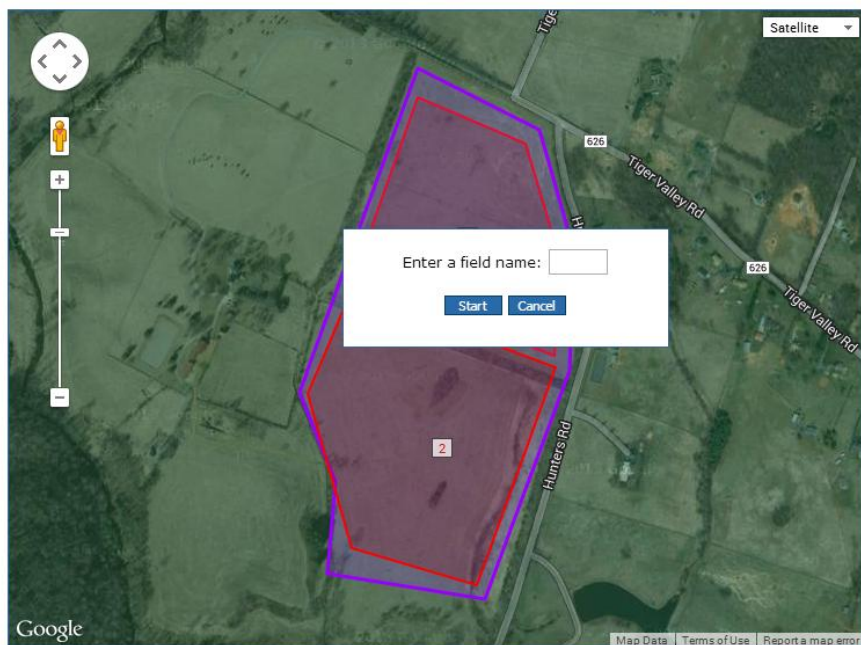 Satellite
Tige
626
Tiger Valley Rd
H
Enter a field name:
626
Start Cancel
Tiger Valley Rd
2
Hunters Rd
Google
Map Data Terms of Use Report a map error